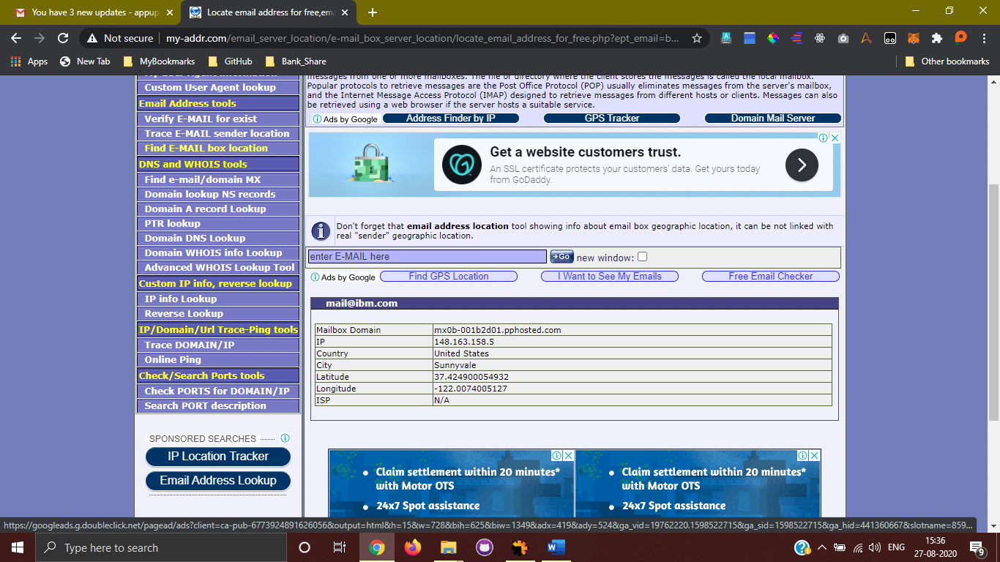 You have 3 new updates - appup
Locate email address for free,ema
Not secure
my-addr.com/email_server_location/e-mail_box_server_location/locate_email_address_for_free.php?ept_email=b...
Apps
New Tab
MyBookmarks
GitHub
Bank_Share
Other bookmarks
Custom User Agent lookup
Email Address tools
Verify E-MAIL for exist
Trace E-MAIL sender location
Find E-MAIL box location
DNS and WHOIS tools
Find e-mail/domain MX
Domain lookup NS records
Domain A record Lookup
PTR lookup
Domain DNS Lookup
Domain WHOIS info Lookup
Advanced WHOIS Lookup Tool
Custom IP info, reverse lookup
IP info Lookup
Reverse Lookup
IP/Domain/Url Trace-Ping tools
Trace DOMAIN/IP
Online Ping
Check/Search Ports tools
Check PORTS for DOMAIN/IP
Search PORT description
SPONSORED SEARCHES
IP Location Tracker
Email Address Lookup
messages from one or more mailboxes. The file or directory where the client stores the messages is called the local mailbox.
Popular protocols to retrieve messages are the Post Office Protocol (POP) usually eliminates messages from the server's mailbox,
and the Internet Message Access Protocol (IMAP) designed to retrieve messages from different hosts or clients. Messages can also
be retrieved using a web browser if the server hosts a suitable service.
Ads by Google
Address Finder by IP
GPS Tracker
Domain Mail Server
Get a website customers trust.
An SSL certificate protects your customers' data. Get yours today
from GoDaddy.
Don't forget that email address location tool showing info about email box geographic location, it can be not linked with
real "sender" geographic location.
enter E-MAIL here
Go
new window:
Ads by Google
Find GPS Location
I Want to See My Emails
Free Email Checker
mail@ibm.com
Mailbox Domain mx0b-001b2d01.pphosted.com
IP 148.163.158.5
Country United States
City Sunnyvale
Latitude 37.424900054932
Longitude -122.0074005127
ISP N/A
Claim settlement within 20 minutes*
with Motor OTS
24x7 Spot assistance
Claim settlement within 20 minutes*
with Motor OTS
24x7 Spot assistance
https://googleads.g.doubleclick.net/pagead/ads?client=ca-pub-6773924891626056&output=html&h=15&w=728&bih=625&biw=1349&adx=419&ady=524&ga_vid=19762220.1598522715&ga_sid=1598522715&ga_hid=441360667&slotname=859...
Type here to search
ENG
15:36
27-08-2020
9